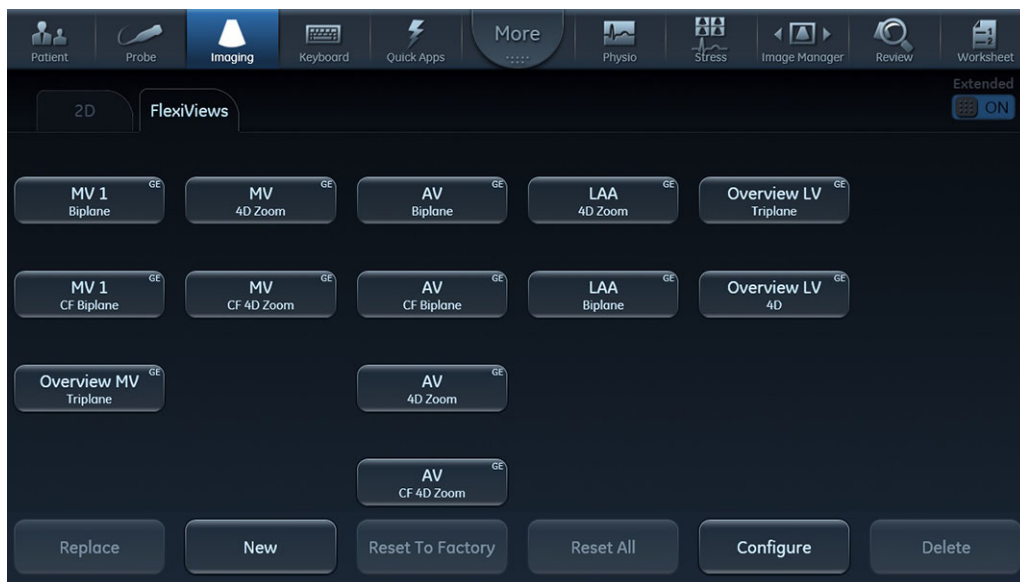 Patient
Probe
Imaging
Keyboard
Quick Apps
More
Physio
Stress
Image Manager
Review
Worksheet
2D
FlexiViews
Extended
ON
MV 1 GE
Biplane
MV GE
4D Zoom
AV GE
Biplane
LAA GE
4D Zoom
Overview LV GE
Triplane
MV 1 GE
CF Biplane
MV GE
CF 4D Zoom
AV GE
CF Biplane
LAA GE
Biplane
Overview LV GE
4D
Overview MV GE
Triplane
AV GE
4D Zoom
AV GE
CF 4D Zoom
Replace
New
Reset To Factory
Reset All
Configure
Delete